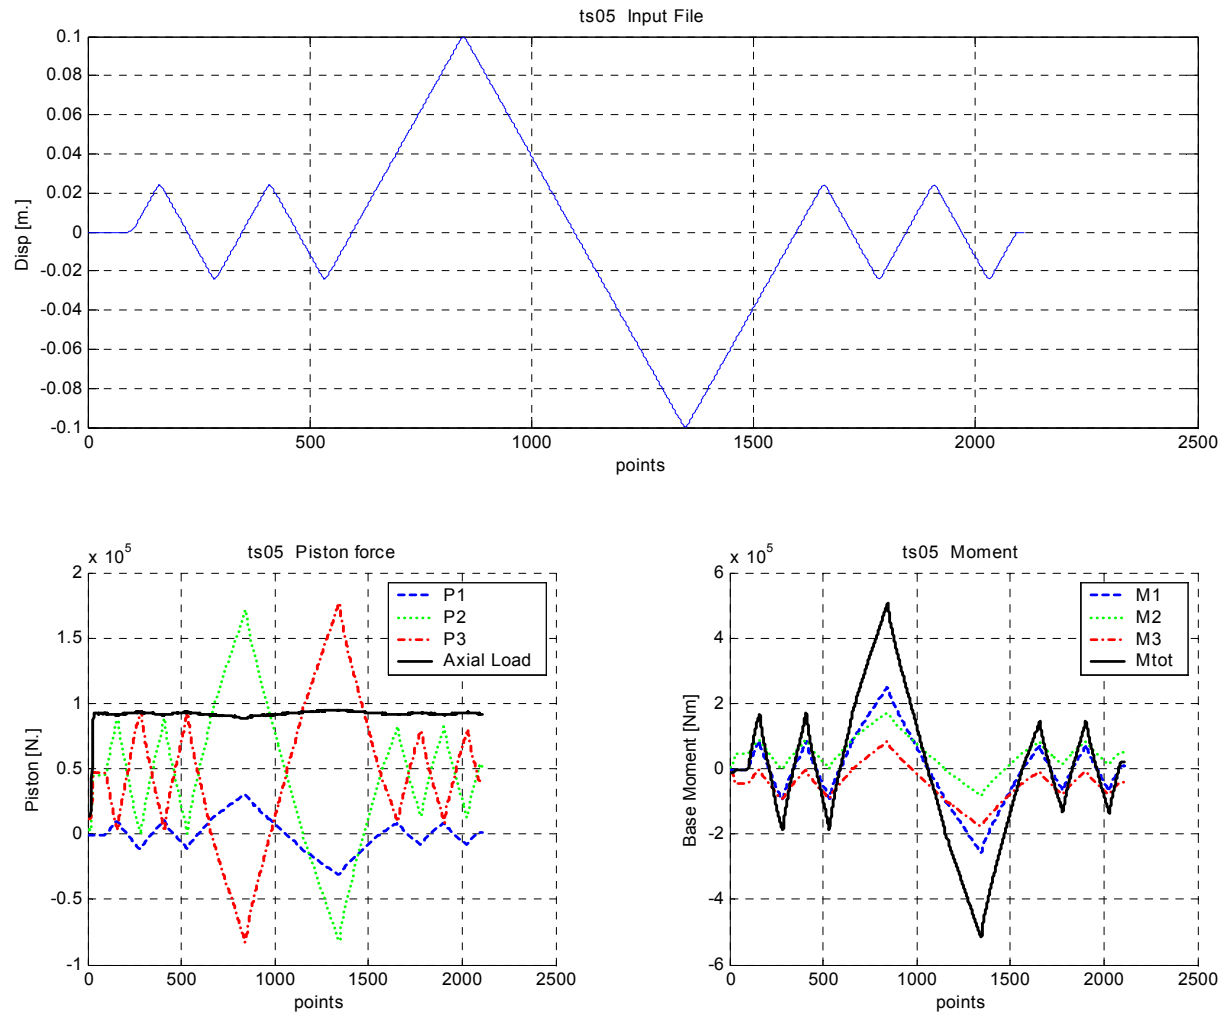 ts05 Input File
0.1
0.08
0.06
0.04
0.02
0
-0.02
-0.04
-0.06
-0.08
-0.1
Disp [m.]
0 500 1000 1500 2000 2500
points
ts05 Piston force
x 10^5
2
1.5
1
0.5
0
-0.5
-1
Piston [N.]
P1
P2
P3
Axial Load
0 500 1000 1500 2000 2500
points
ts05 Moment
x 10^5
6
4
2
0
-2
-4
-6
Base Moment [Nm]
M1
M2
M3
Mtot
0 500 1000 1500 2000 2500
points